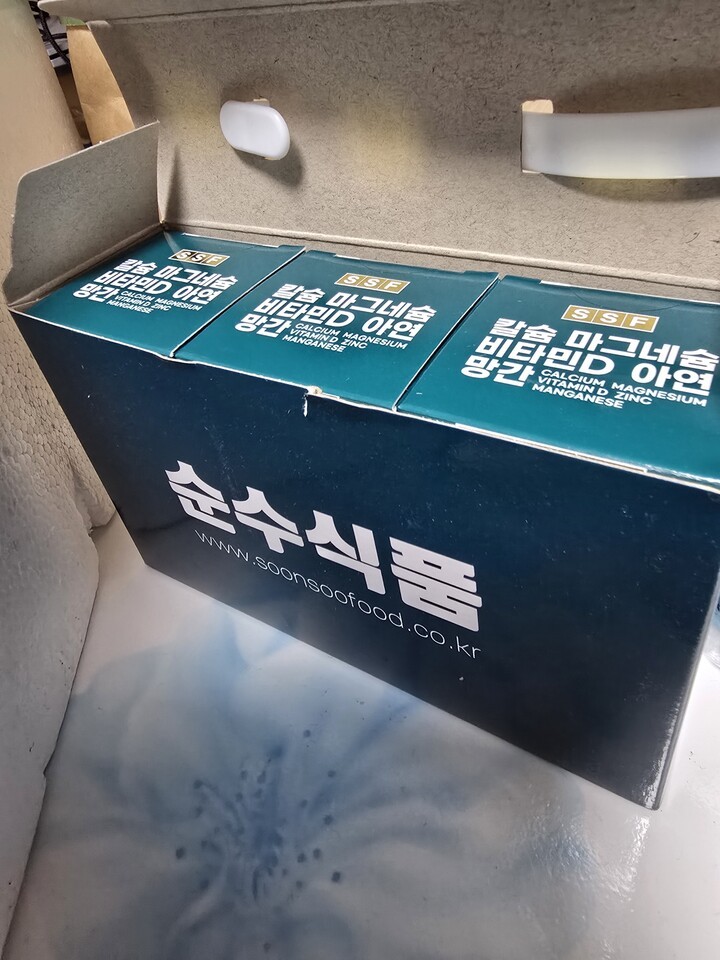 SSF
칼슘 마그네슘
비타민D 아연
망간 CALCIUM MAGNESIUM
VITAMIN D ZINC
MANGANESE
SSF
칼슘 마그네슘
비타민D 아연
망간 CALCIUM MAGNESIUM
VITAMIN D ZINC
MANGANESE
SSF
칼슘 마그네슘
비타민D 아연
망간 CALCIUM MAGNESIUM
VITAMIN D ZINC
MANGANESE
순수식품
www.soonsoofood.co.kr